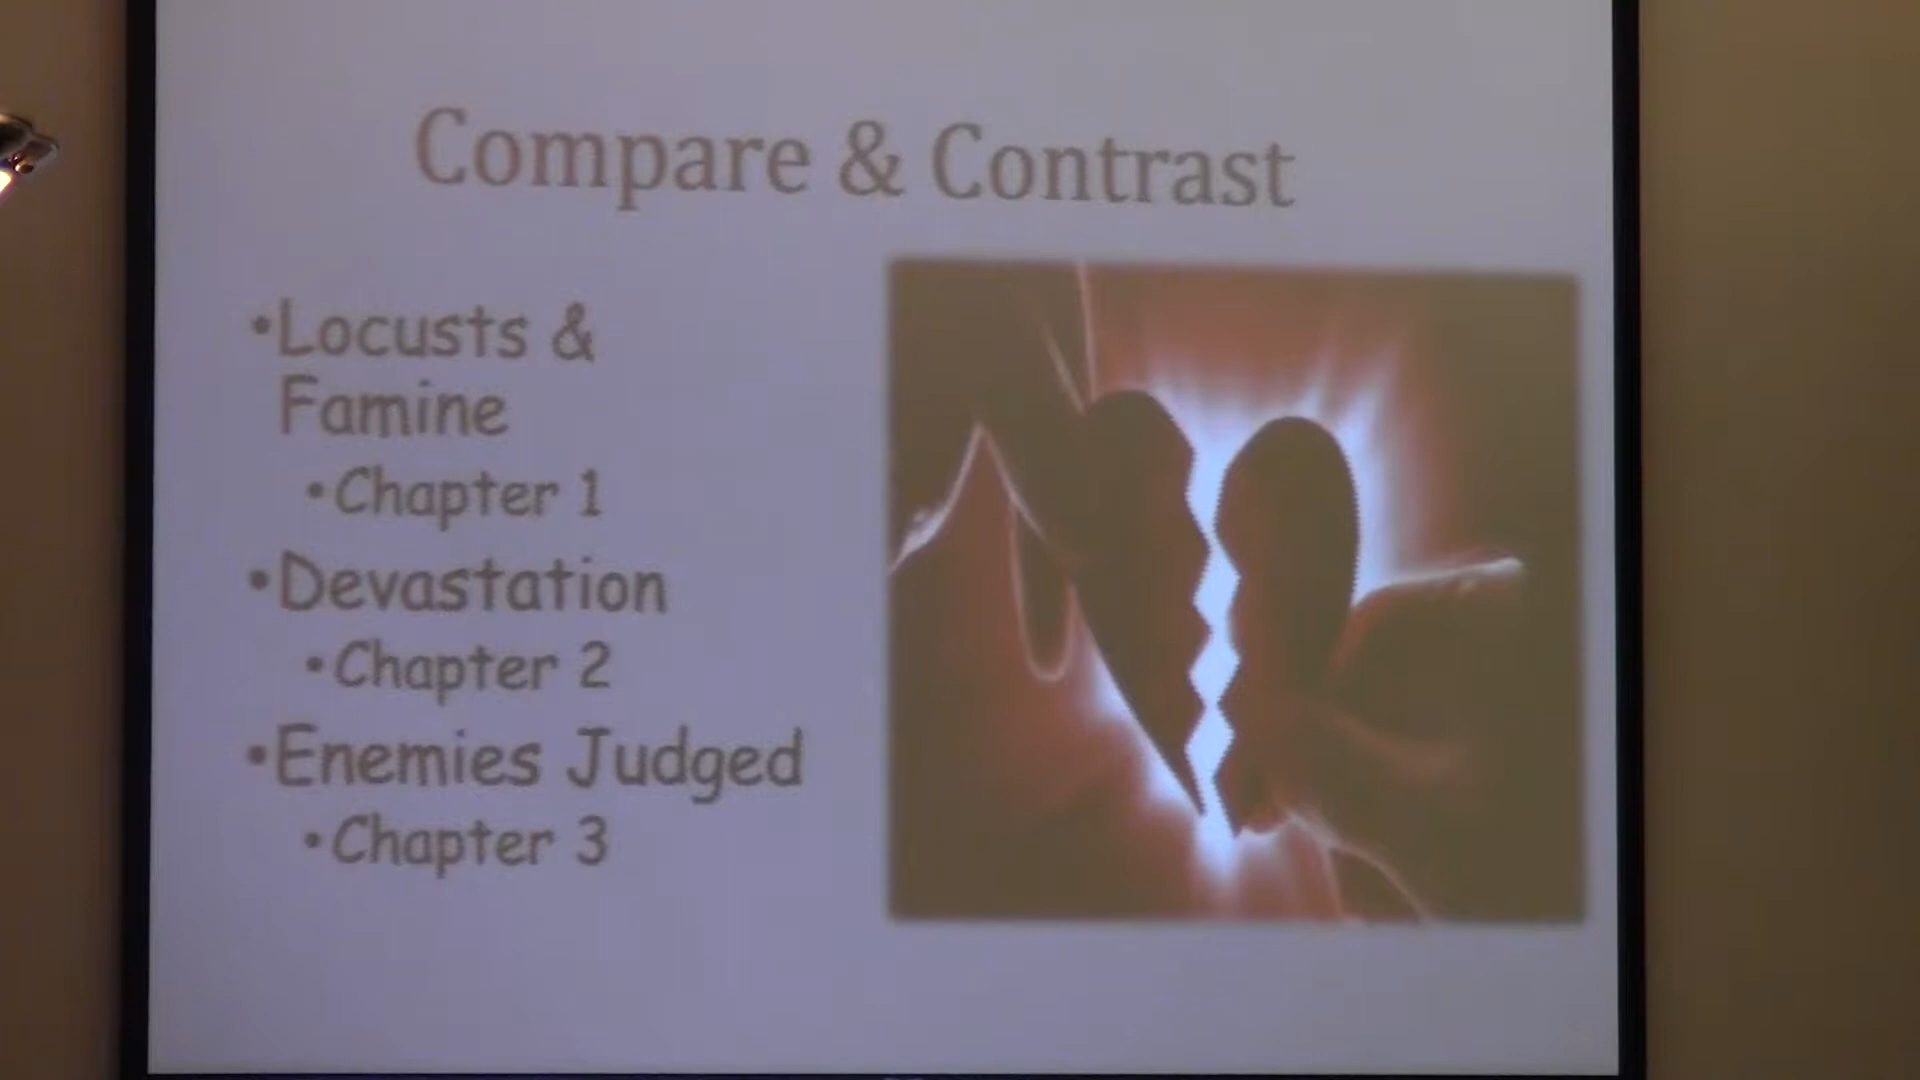 Compare & Contrast
•Locusts &
Famine
•Chapter 1
•Devastation
•Chapter 2
•Enemies Judged
•Chapter 3